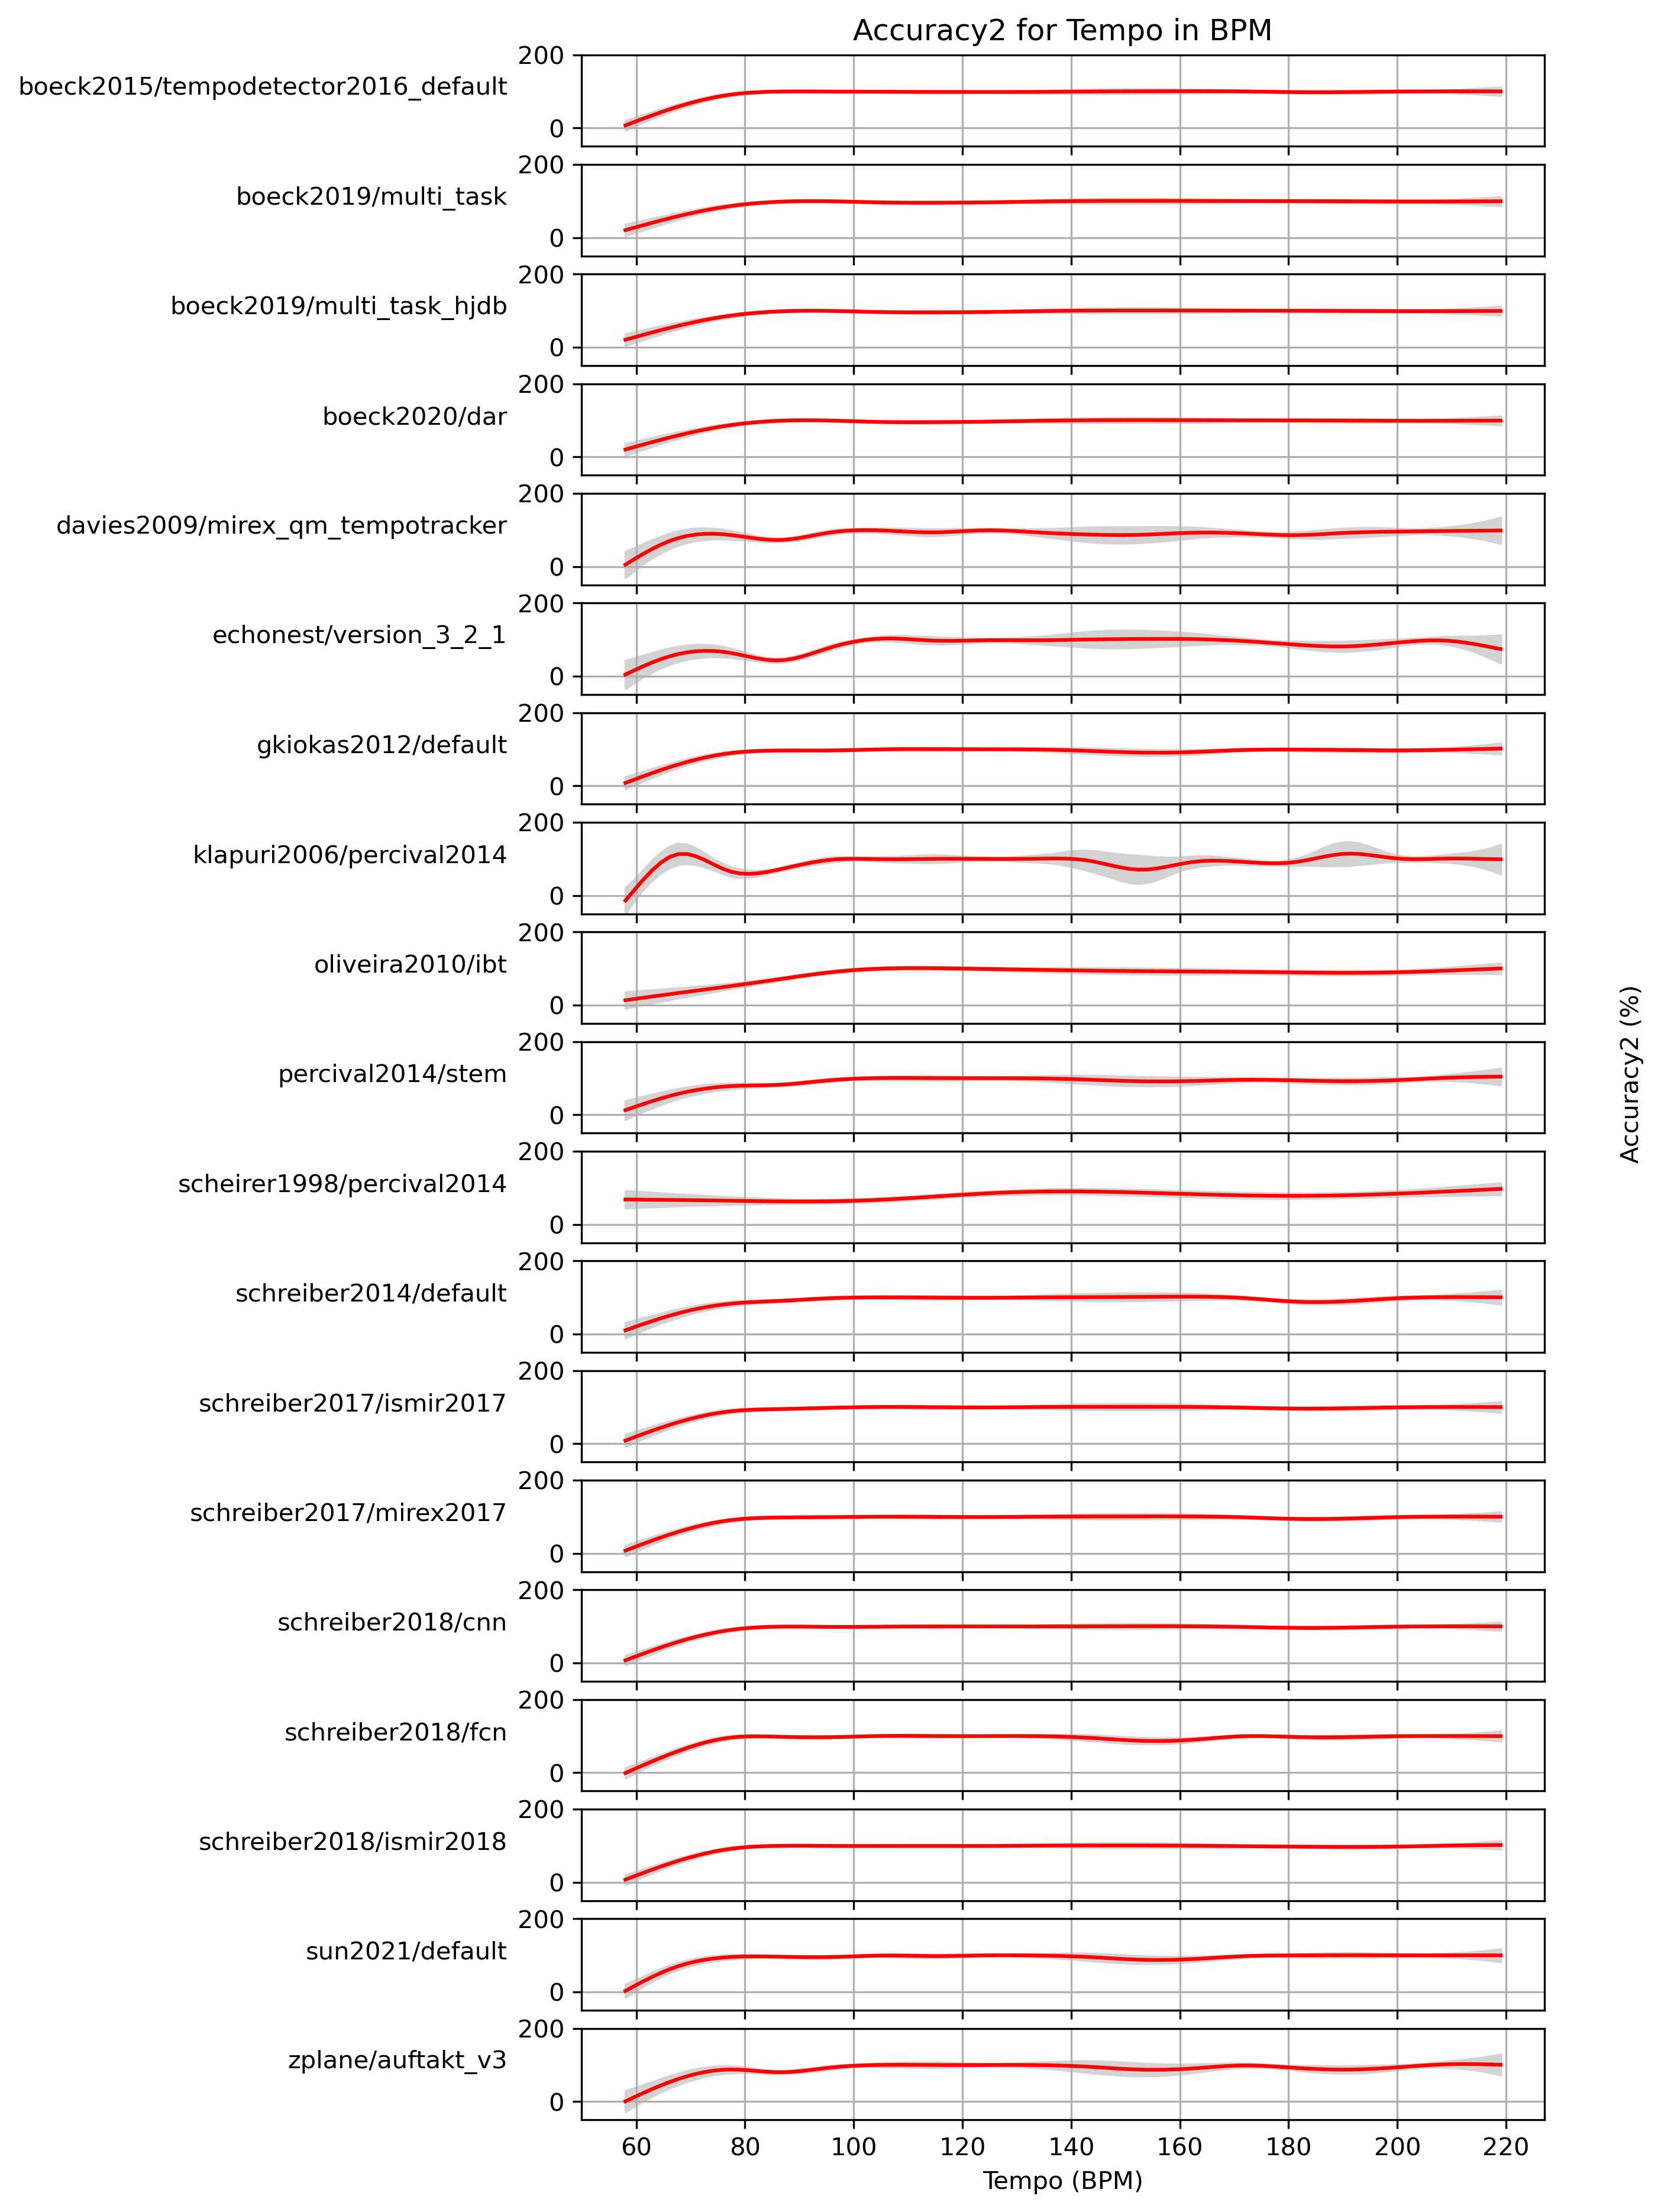 Accuracy2 for Tempo in BPM
boeck2015/tempodetector2016_default
200
0
boeck2019/multi_task
200
0
boeck2019/multi_task_hjdb
200
0
boeck2020/dar
200
0
davies2009/mirex_qm_tempotracker
200
0
echonest/version_3_2_1
200
0
gkiokas2012/default
200
0
klapuri2006/percival2014
200
0
oliveira2010/ibt
200
0
percival2014/stem
200
0
scheirer1998/percival2014
200
0
schreiber2014/default
200
0
schreiber2017/ismir2017
200
0
schreiber2017/mirex2017
200
0
schreiber2018/cnn
200
0
schreiber2018/fcn
200
0
schreiber2018/ismir2018
200
0
sun2021/default
200
0
zplane/auftakt_v3
200
0
60 80 100 120 140 160 180 200 220
Tempo (BPM)
Accuracy2 (%)